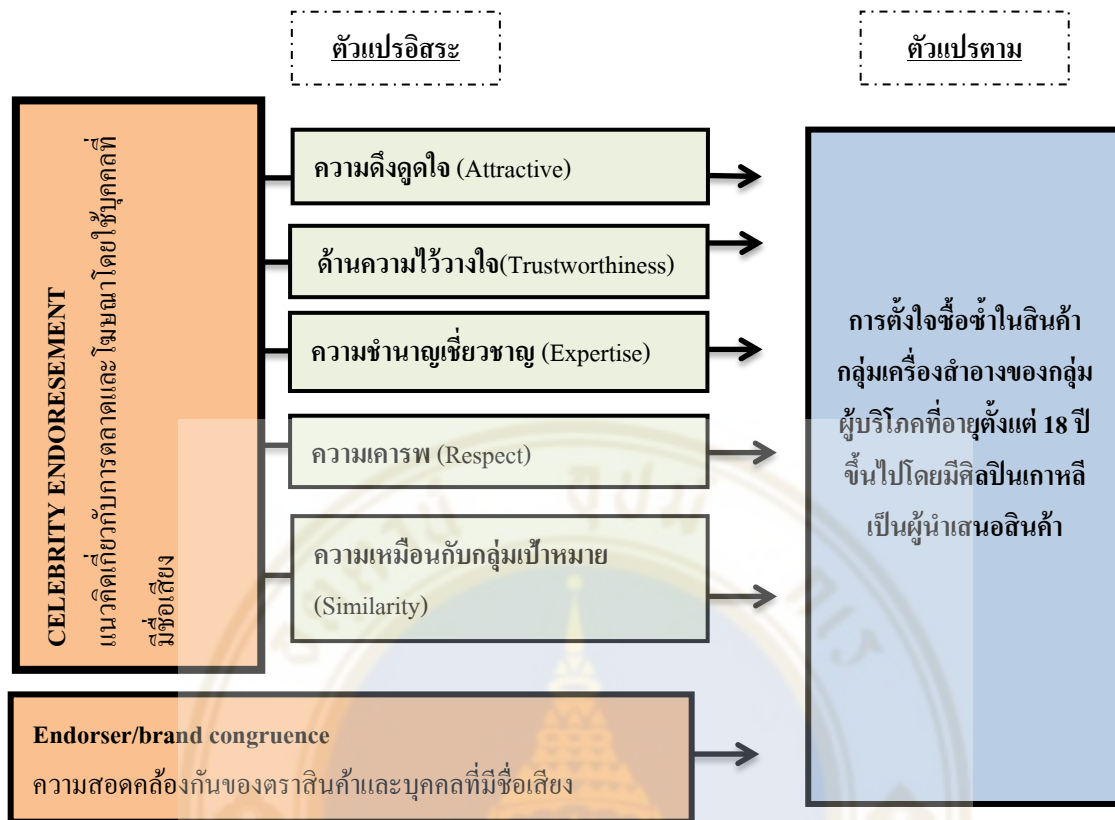 ตัวแปรอิสระ
ตัวแปรตาม
CELEBRITY ENDORESEMENT
แนวคิดเกี่ยวกับการตลาดและโฆษณาโดยใช้บุคคลที่
มีชื่อเสียง
ความดึงดูดใจ (Attractive)
ด้านความไว้วางใจ(Trustworthiness)
ความชำนาญเชี่ยวชาญ (Expertise)
ความเคารพ (Respect)
ความเหมือนกับกลุ่มเป้าหมาย
(Similarity)
Endorser/brand congruence
ความสอดคล้องกันของตราสินค้าและบุคคลที่มีชื่อเสียง
การตั้งใจซื้อซ้ำในสินค้า
กลุ่มเครื่องสำอางของกลุ่ม
ผู้บริโภคที่อายุตั้งแต่ 18 ปี
ขึ้นไปโดยมีศิลปินเกาหลี
เป็นผู้นำเสนอสินค้า